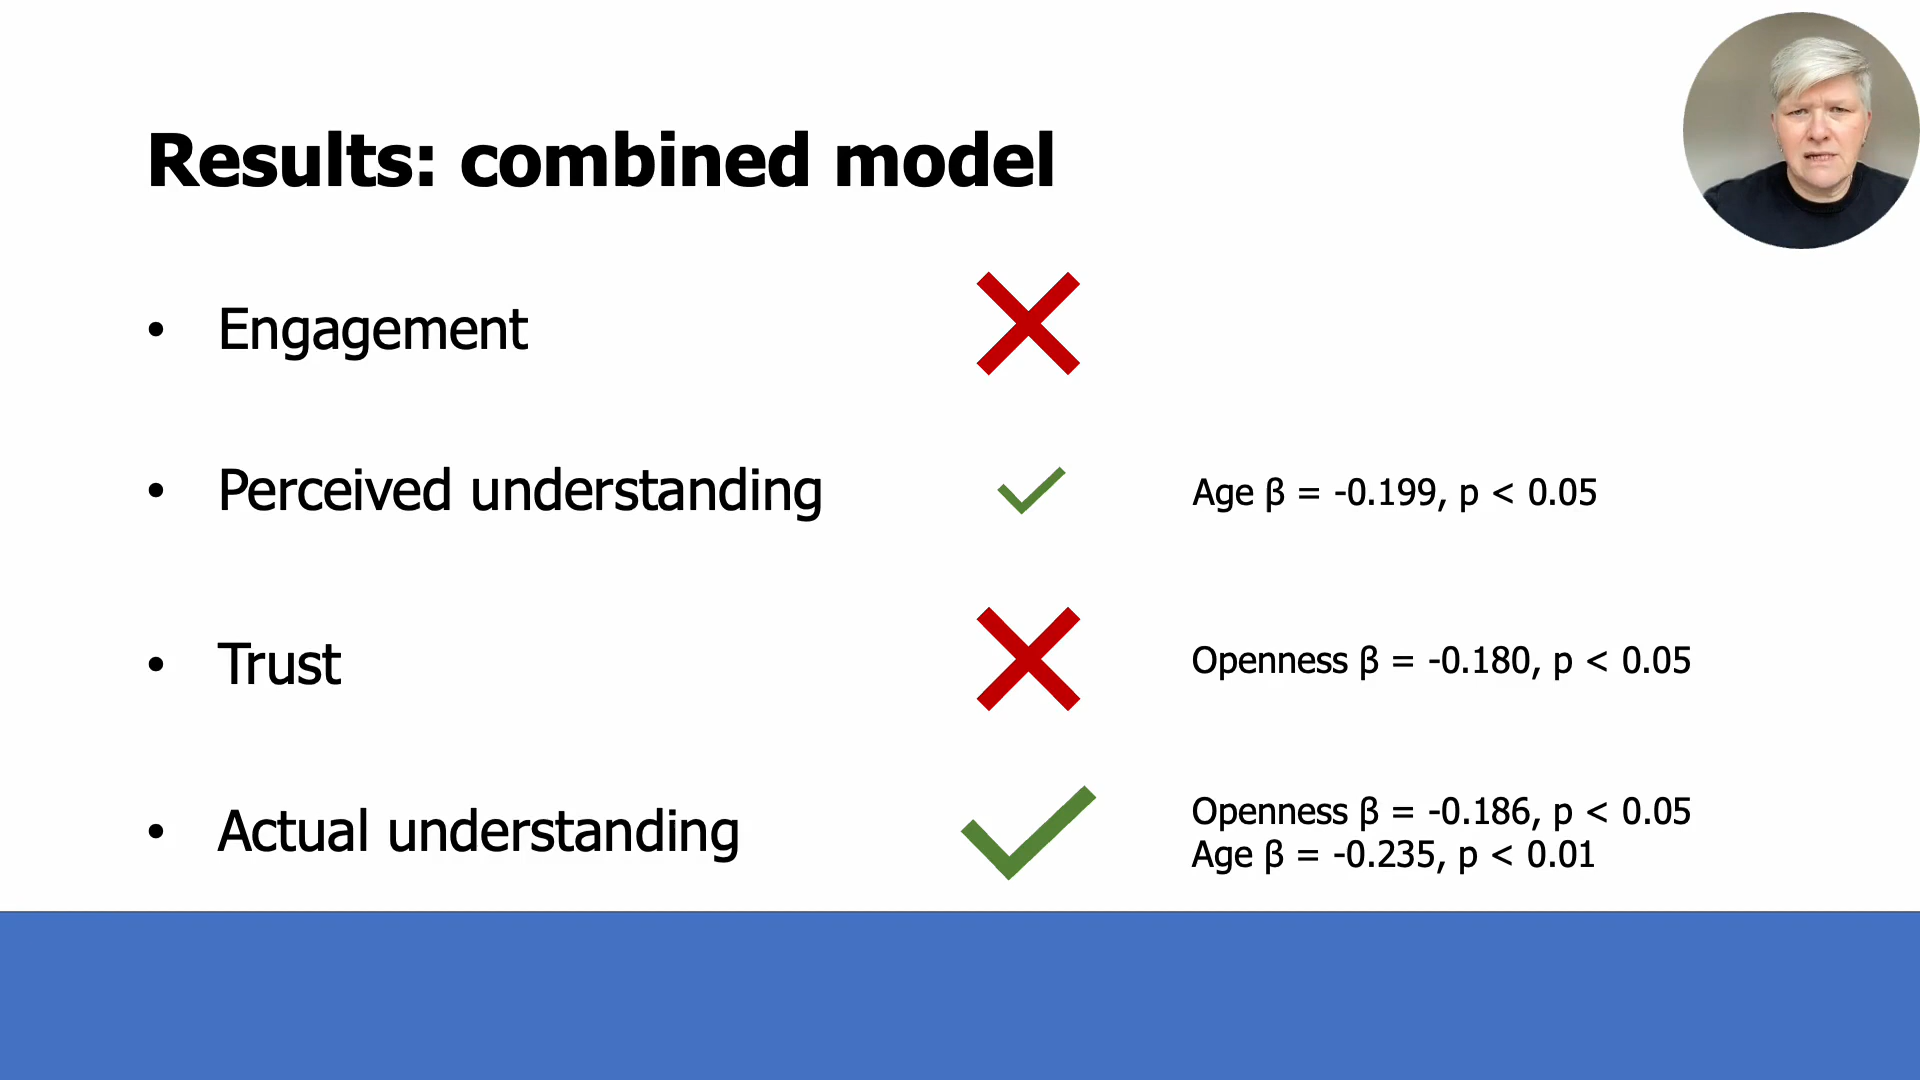 Results: combined model
• Engagement
• Perceived understanding
Age β = -0.199, p < 0.05
• Trust
Openness β = -0.180, p < 0.05
• Actual understanding
Openness β = -0.186, p < 0.05
Age β = -0.235, p < 0.01